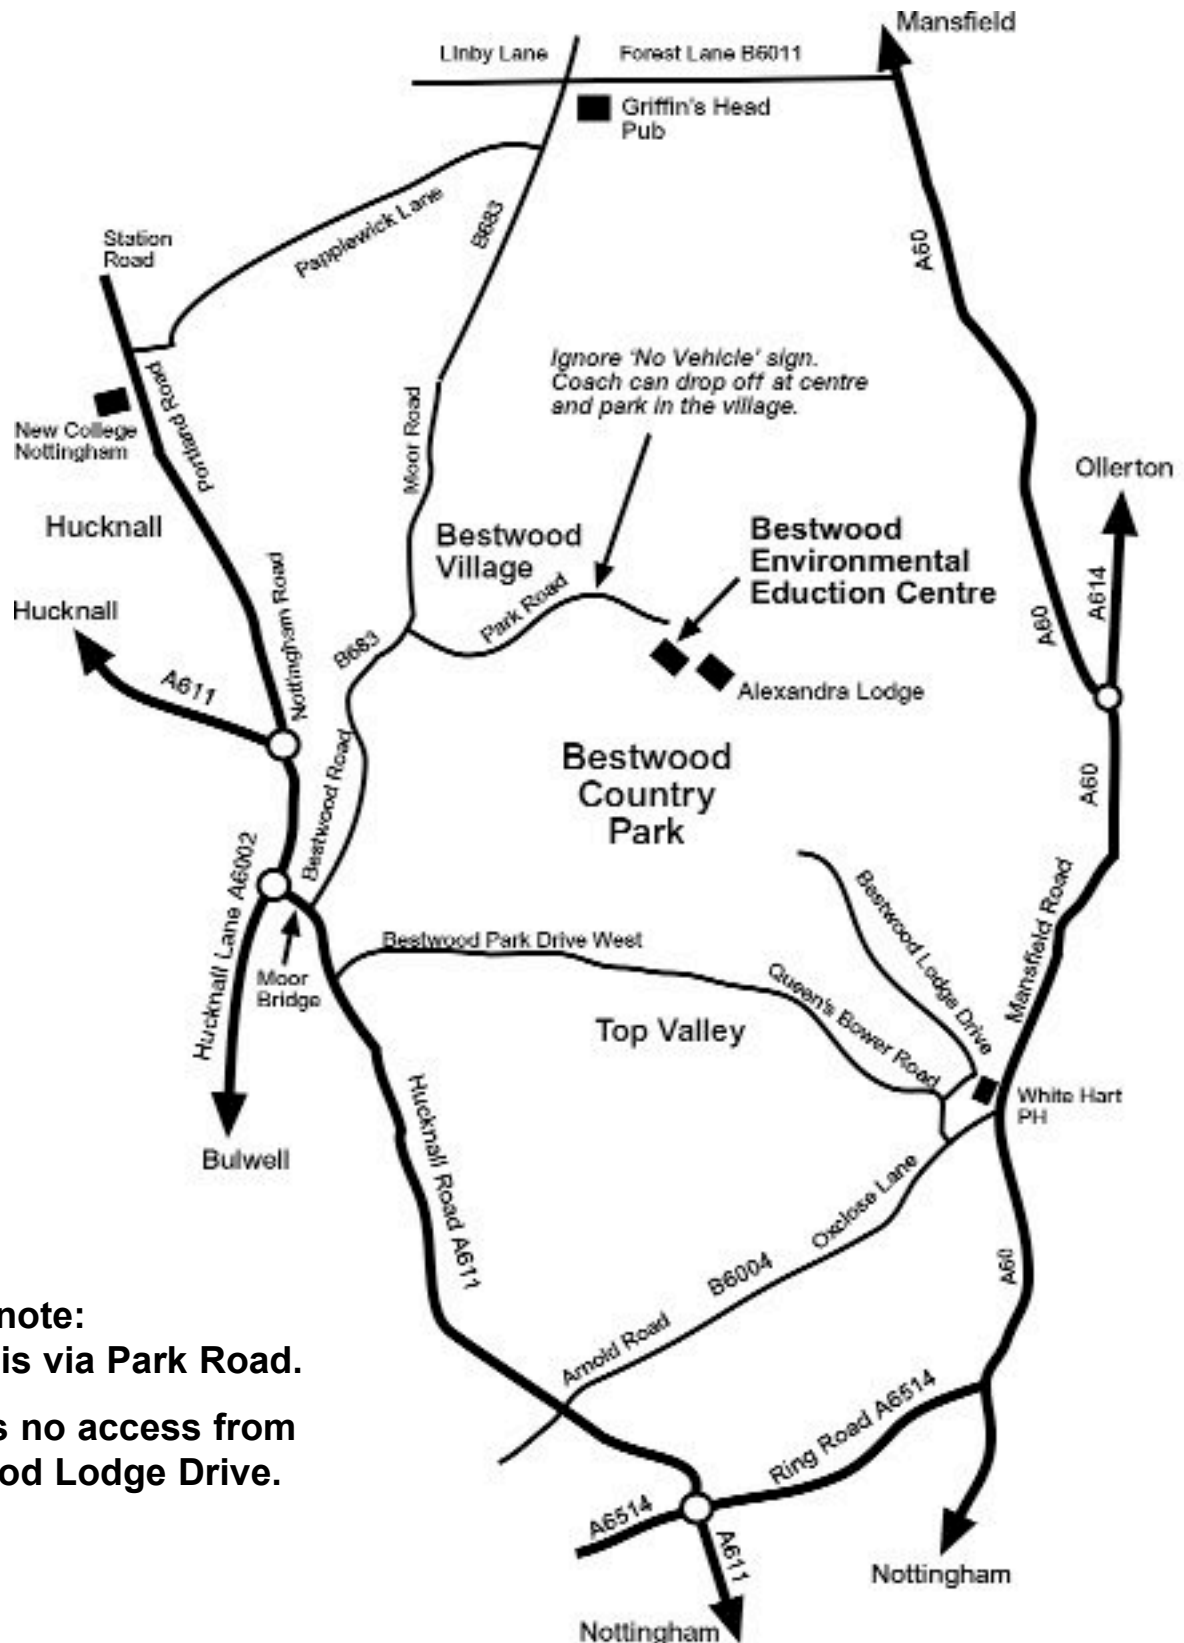 Mansfield
Linby Lane
Forest Lane B6011
Griffin's Head
Pub
Papplewick Lane
B683
Station
Road
A60
Ignore 'No Vehicle' sign.
Coach can drop off at centre
and park in the village.
Portland Road
New College
Nottingham
Moor Road
Ollerton
Hucknall
Bestwood
Village
Bestwood
Environmental
Eduction Centre
Hucknall
Nottingham Road
Park Road
A60
A614
B683
A611
Alexandra Lodge
Bestwood Road
Bestwood
Country
Park
A60
Hucknall Lane A6002
Bestwood Lodge Drive
Mansfield Road
Bestwood Park Drive West
Moor
Bridge
Queen's Bower Road
Top Valley
White Hart
PH
Bulwell
Hucknall Road A611
Oxclose Lane
B6004
A60
note:
is via Park Road.
Arnold Road
s no access from
od Lodge Drive.
Ring Road A6514
A6514
A611
Nottingham
Nottingham